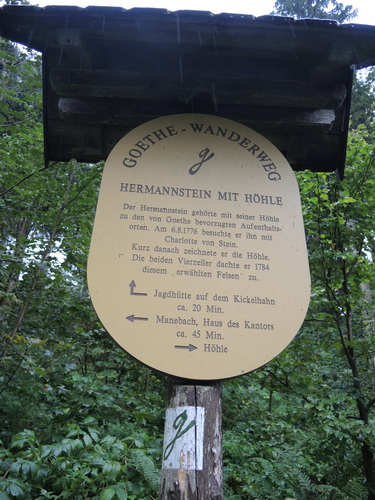 GOETHE-WANDERWEG
g
HERMANNSTEIN MIT HÖHLE
Der Hermannstein gehörte mit seiner Höhle
zu den von Goethe bevorzugten Aufenthalts-
orten. Am 6.8.1776 besuchte er ihn mit
Charlotte von Stein.
Kurz danach zeichnete er die Höhle.
Die beiden Vierzeiler dachte er 1784
diesem „erwählten Felsen" zu.
Jagdhütte auf dem Kickelhahn
ca. 20 Min.
Manebach, Haus des Kantors
ca. 45 Min.
Höhle
g